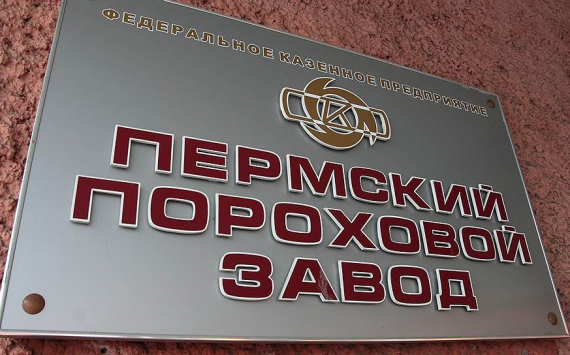 ФЕДЕРАЛЬНОЕ КАЗЕННОЕ ПРЕДПРИЯТИЕ
ПЕРМСКИЙ
ПОРОХОВОЙ
ЗАВОД